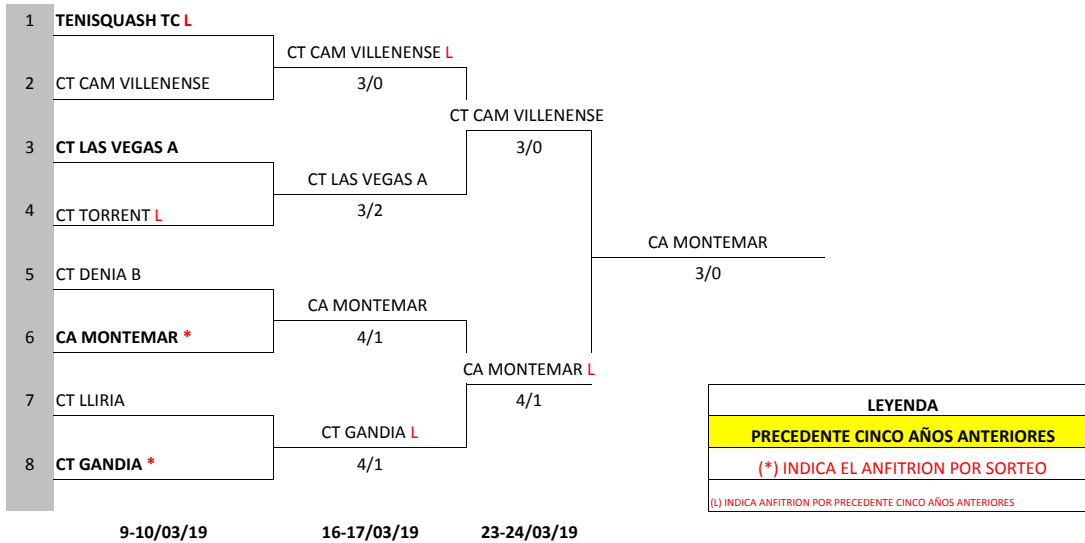 1 TENISQUASH TC L
CT CAM VILLENENSE L
2 CT CAM VILLENENSE 3/0
CT CAM VILLENENSE
3 CT LAS VEGAS A 3/0
CT LAS VEGAS A
4 CT TORRENT L 3/2
CA MONTEMAR
5 CT DENIA B 3/0
CA MONTEMAR
6 CA MONTEMAR * 4/1
CA MONTEMAR L
7 CT LLIRIA 4/1
CT GANDIA L
8 CT GANDIA * 4/1
LEYENDA
PRECEDENTE CINCO AÑOS ANTERIORES
(*) INDICA EL ANFITRION POR SORTEO
(L) INDICA ANFITRION POR PRECEDENTE CINCO AÑOS ANTERIORES
9-10/03/19 16-17/03/19 23-24/03/19